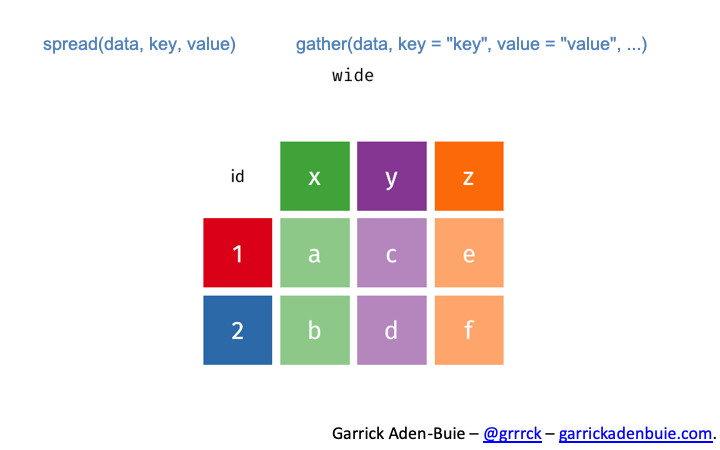 spread(data, key, value) gather(data, key = "key", value = "value", ...)
wide
id x y z
1 a c e
2 b d f
Garrick Aden-Buie – @grrrck – garrickadenbuie.com.